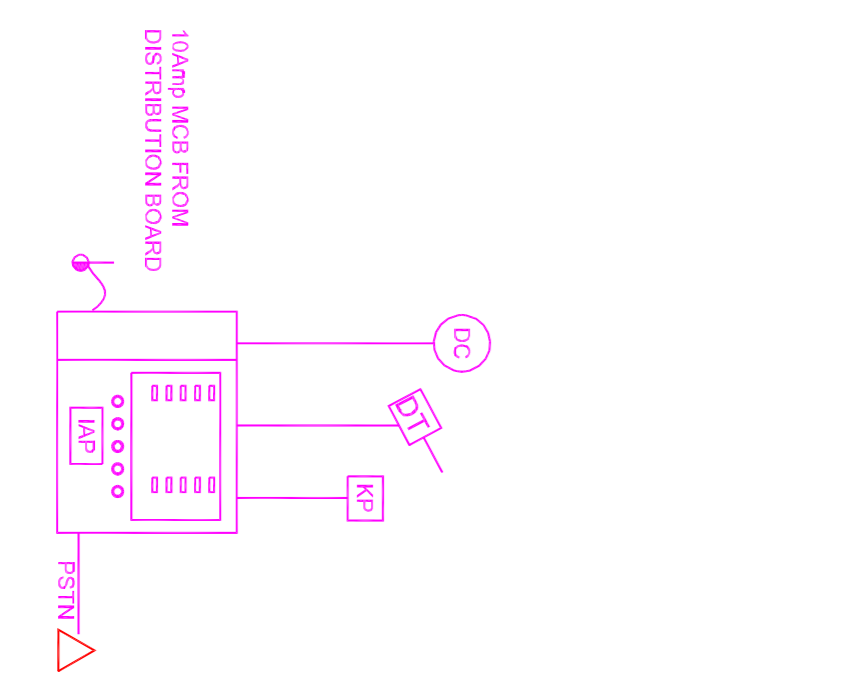 10Amp MCB FROM
DISTRIBUTION BOARD
DC
DT
KP
IAP
PSTN